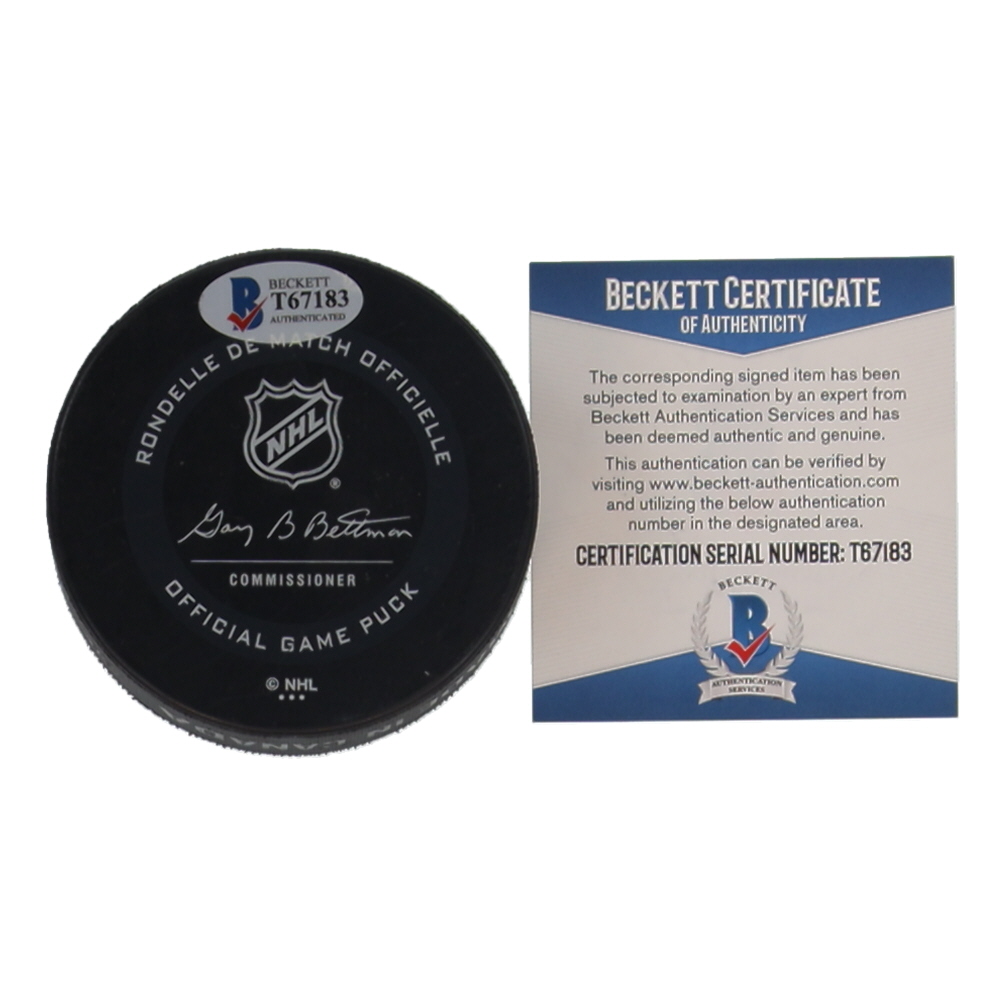 BECKETT
T67183
AUTHENTICATED
RONDELLE DE MATCH OFFICIELLE
NHL
®
Gary B Bettman
COMMISSIONER
OFFICIAL GAME PUCK
© NHL
IN CANADA
BECKETT CERTIFICATE
OF AUTHENTICITY
The corresponding signed item has been
subjected to examination by an expert from
Beckett Authentication Services and has
been deemed authentic and genuine.
This authentication can be verified by
visiting www.beckett-authentication.com
and utilizing the below authentication
number in the designated area.
CERTIFICATION SERIAL NUMBER: T67183
BECKETT
B
AUTHENTICATION
SERVICES